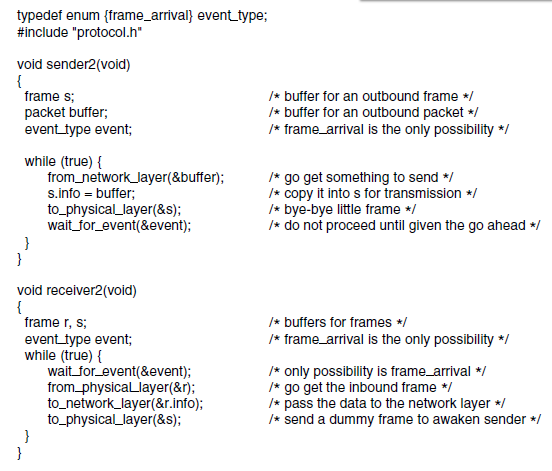 typedef enum {frame_arrival} event_type;
#include "protocol.h"
void sender2(void)
{
frame s; /* buffer for an outbound frame */
packet buffer; /* buffer for an outbound packet */
event_type event; /* frame_arrival is the only possibility */
while (true) {
from_network_layer(&buffer); /* go get something to send */
s.info = buffer; /* copy it into s for transmission */
to_physical_layer(&s); /* bye-bye little frame */
wait_for_event(&event); /* do not proceed until given the go ahead */
}
}
void receiver2(void)
{
frame r, s; /* buffers for frames */
event_type event; /* frame_arrival is the only possibility */
while (true) {
wait_for_event(&event); /* only possibility is frame_arrival */
from_physical_layer(&r); /* go get the inbound frame */
to_network_layer(&r.info); /* pass the data to the network layer */
to_physical_layer(&s); /* send a dummy frame to awaken sender */
}
}